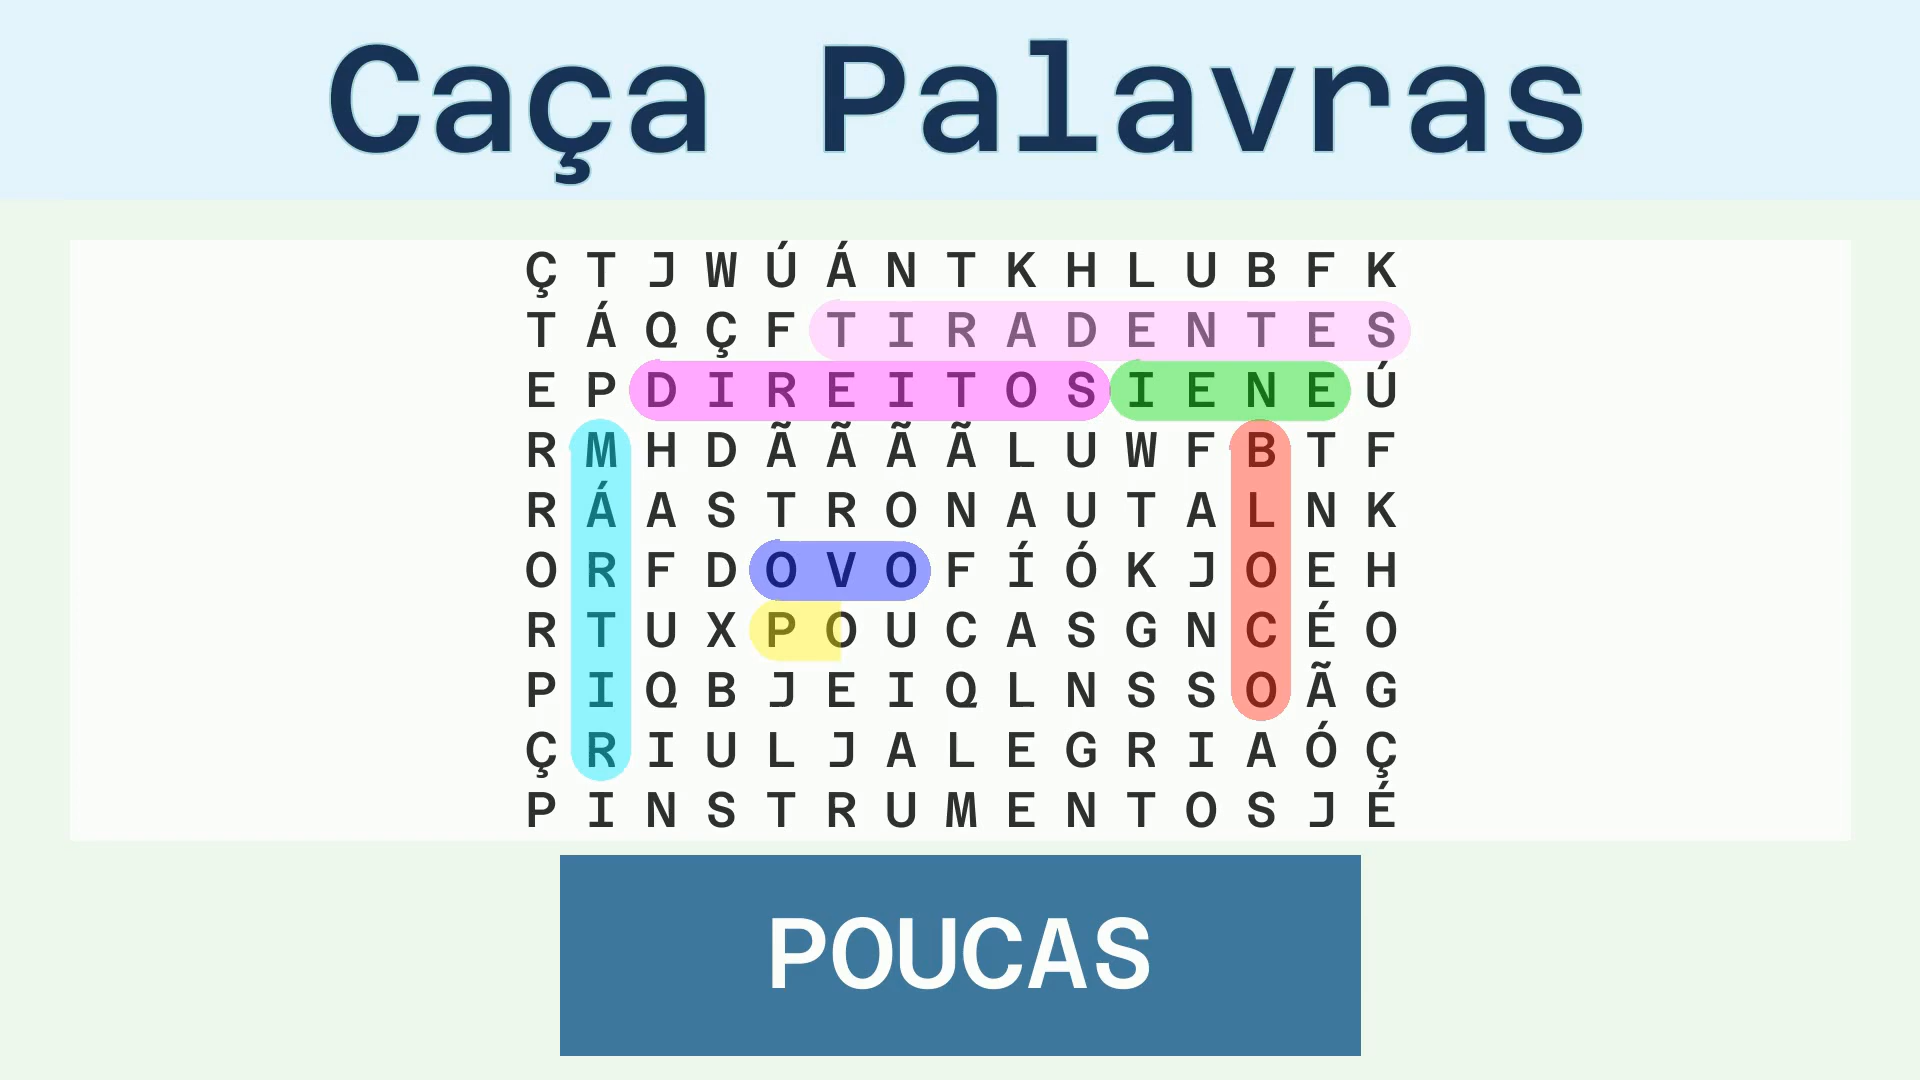 Caça Palavras
Ç T J W Ú Á N T K H L U B F K
T Á Q Ç F T I R A D E N T E S
E P D I R E I T O S I E N E Ú
R M H D Ã Ã Ã Ã L U W F B T F
R Á A S T R O N A U T A L N K
O R F D O V O F Í Ó K J O E H
R T U X P O U C A S G N C É O
P I Q B J E I Q L N S S O Ã G
Ç R I U L J A L E G R I A Ó Ç
P I N S T R U M E N T O S J É
POUCAS